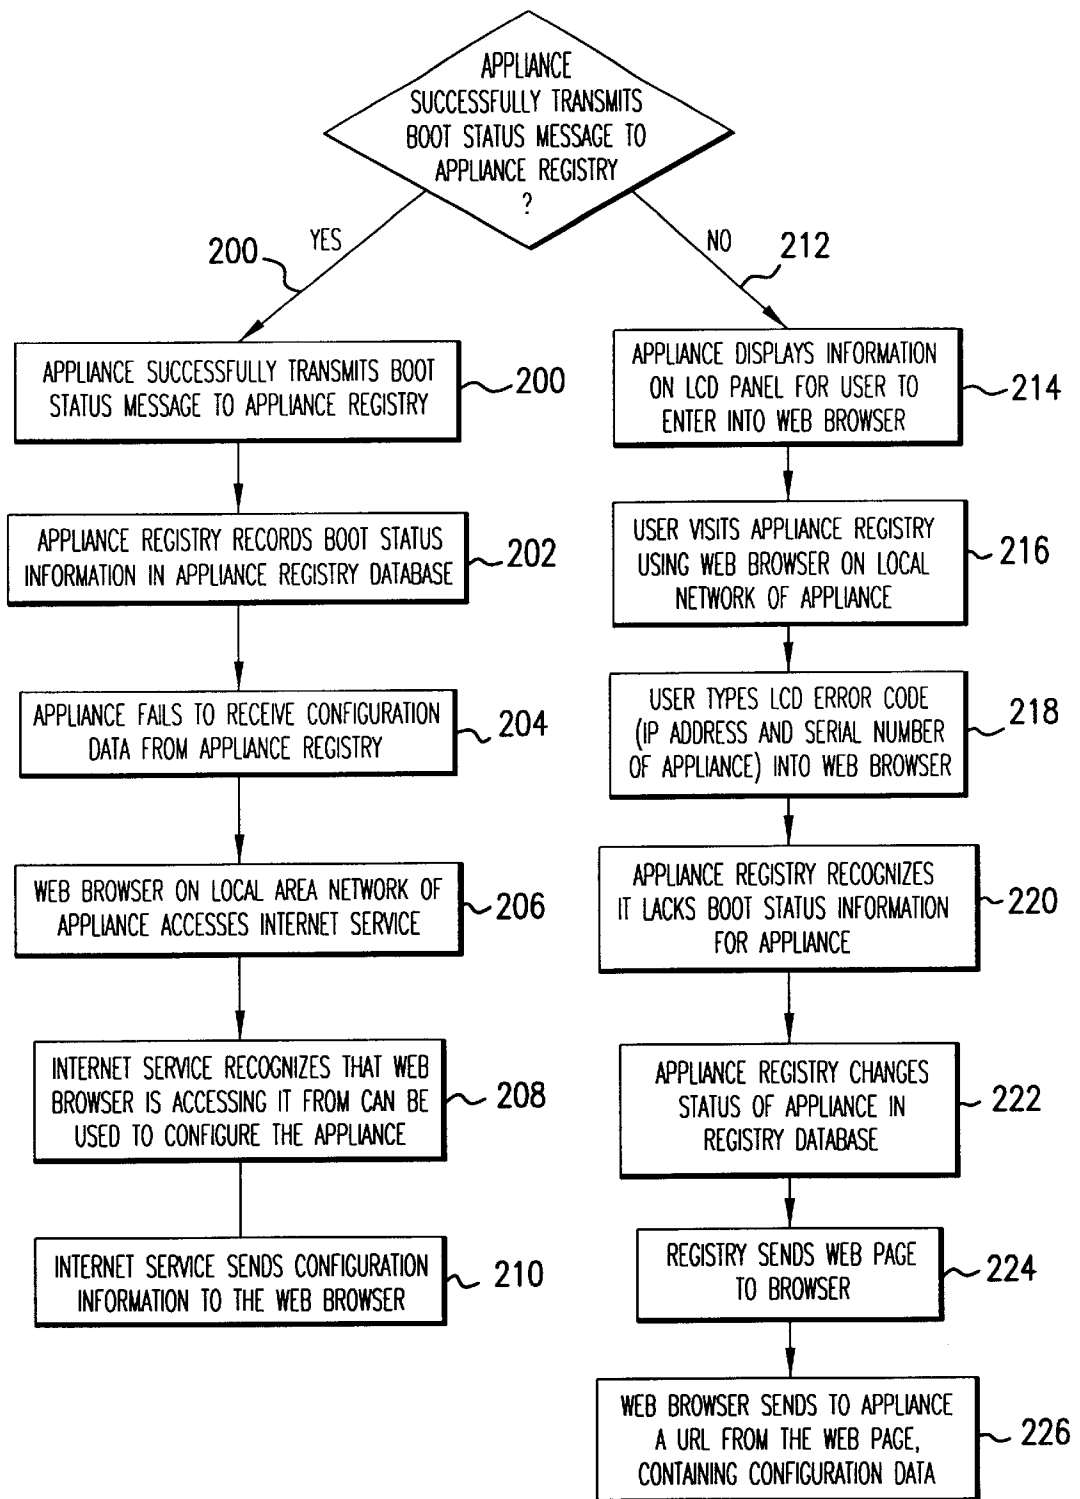 APPLIANCE
SUCCESSFULLY TRANSMITS
BOOT STATUS MESSAGE TO
APPLIANCE REGISTRY
?
YES
200
NO
212
APPLIANCE SUCCESSFULLY TRANSMITS BOOT
STATUS MESSAGE TO APPLIANCE REGISTRY
200
APPLIANCE REGISTRY RECORDS BOOT STATUS
INFORMATION IN APPLIANCE REGISTRY DATABASE
202
APPLIANCE FAILS TO RECEIVE CONFIGURATION
DATA FROM APPLIANCE REGISTRY
204
WEB BROWSER ON LOCAL AREA NETWORK OF
APPLIANCE ACCESSES INTERNET SERVICE
206
INTERNET SERVICE RECOGNIZES THAT WEB
BROWSER IS ACCESSING IT FROM CAN BE
USED TO CONFIGURE THE APPLIANCE
208
INTERNET SERVICE SENDS CONFIGURATION
INFORMATION TO THE WEB BROWSER
210
APPLIANCE DISPLAYS INFORMATION
ON LCD PANEL FOR USER TO
ENTER INTO WEB BROWSER
214
USER VISITS APPLIANCE REGISTRY
USING WEB BROWSER ON LOCAL
NETWORK OF APPLIANCE
216
USER TYPES LCD ERROR CODE
(IP ADDRESS AND SERIAL NUMBER
OF APPLIANCE) INTO WEB BROWSER
218
APPLIANCE REGISTRY RECOGNIZES
IT LACKS BOOT STATUS INFORMATION
FOR APPLIANCE
220
APPLIANCE REGISTRY CHANGES
STATUS OF APPLIANCE IN
REGISTRY DATABASE
222
REGISTRY SENDS WEB PAGE
TO BROWSER
224
WEB BROWSER SENDS TO APPLIANCE
A URL FROM THE WEB PAGE,
CONTAINING CONFIGURATION DATA
226